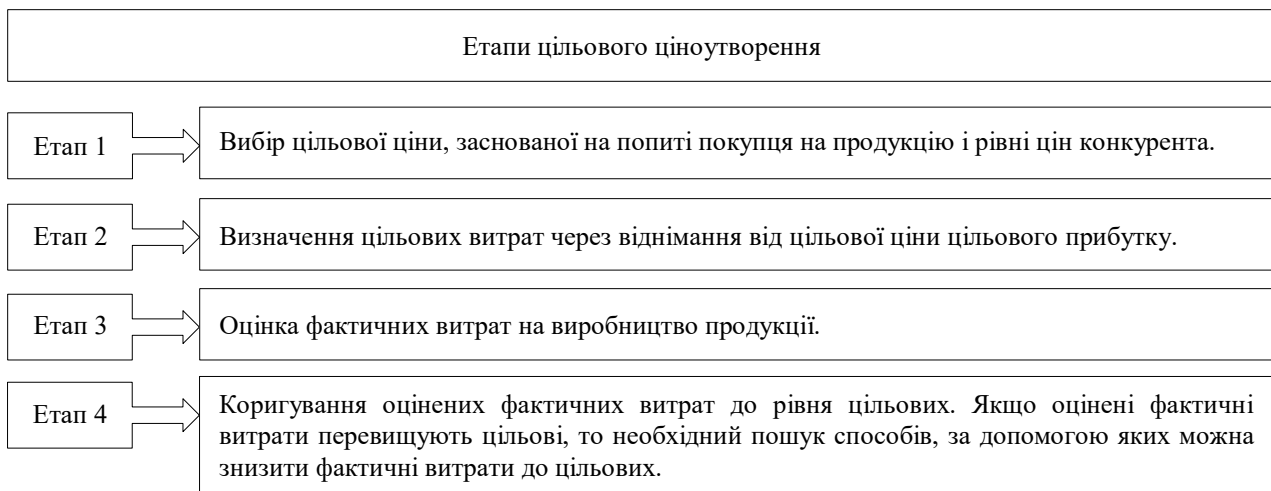 Етапи цільового ціноутворення
Етап 1
Вибір цільової ціни, заснованої на попиті покупця на продукцію і рівні цін конкурента.
Етап 2
Визначення цільових витрат через віднімання від цільової ціни цільового прибутку.
Етап 3
Оцінка фактичних витрат на виробництво продукції.
Етап 4
Коригування оцінених фактичних витрат до рівня цільових. Якщо оцінені фактичні
витрати перевищують цільові, то необхідний пошук способів, за допомогою яких можна
знизити фактичні витрати до цільових.